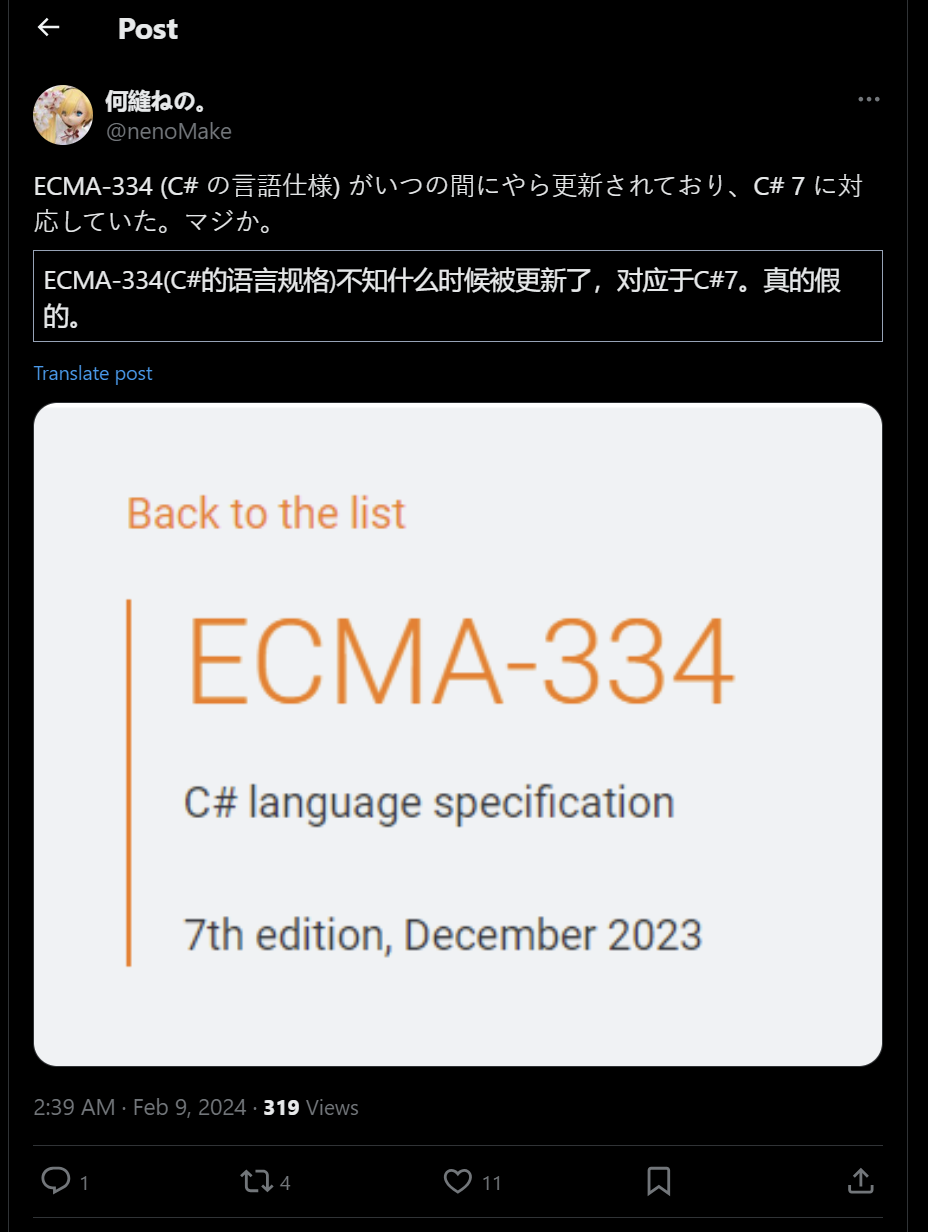 Post
何縫ねの。
@nenoMake
ECMA-334 (C# の言語仕様) がいつの間にやら更新されており、C# 7 に対
応していた。マジか。
ECMA-334(C#的语言规格)不知什么时候被更新了，对应于C#7。真的假
的。
Translate post
Back to the list
ECMA-334
C# language specification
7th edition, December 2023
2:39 AM · Feb 9, 2024 · 319 Views
1 4 11